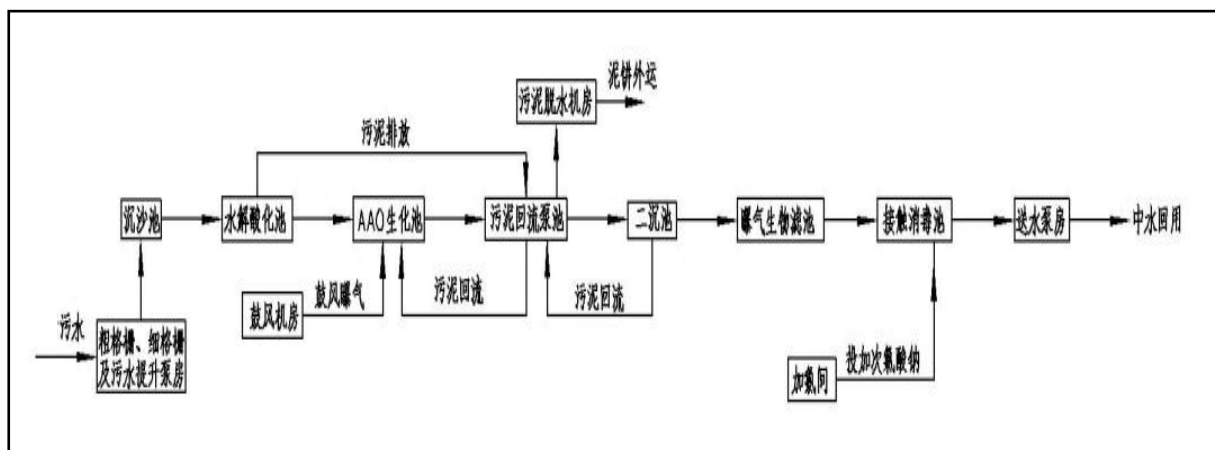 泥饼外运
污泥脱水机房
污泥排放
沉沙池
水解酸化池
AAO生化池
污泥回流泵池
二沉池
曝气生物滤池
接触消毒池
送水泵房
中水回用
鼓风曝气
污泥回流
污泥回流
鼓风机房
污水
粗格栅、细格栅
及污水提升泵房
投加次氯酸钠
加氯间